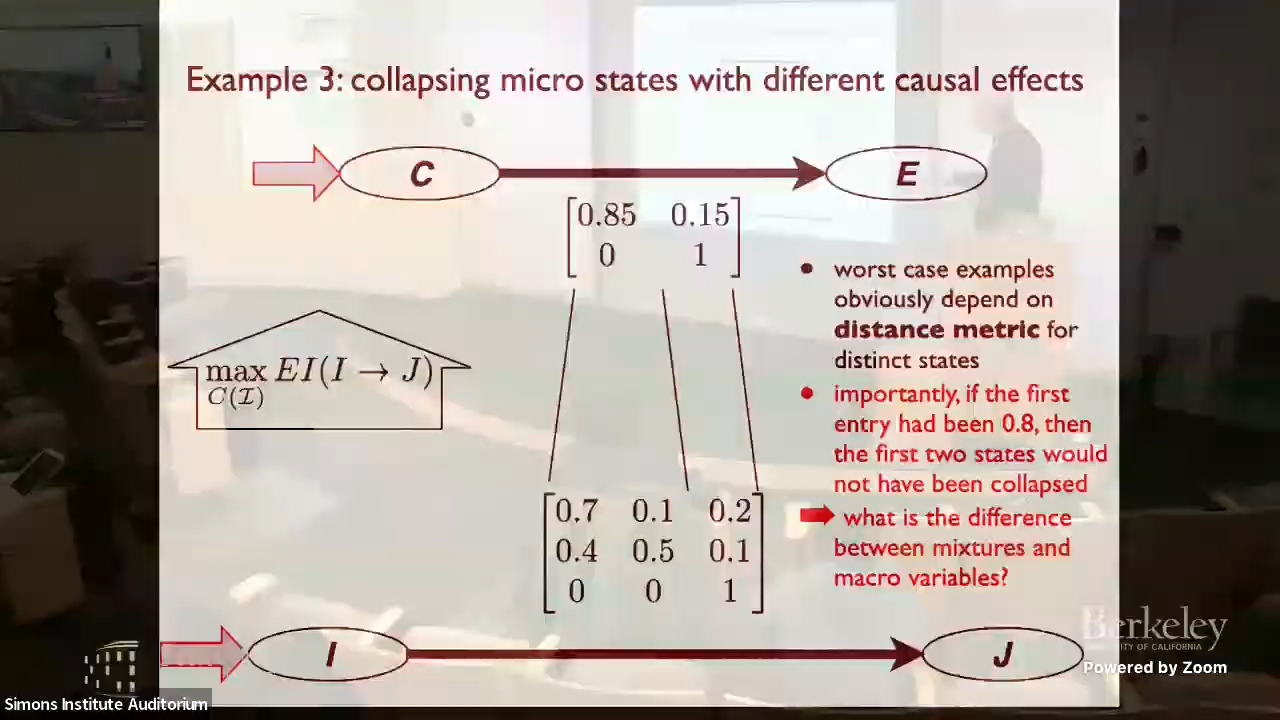 Example 3: collapsing micro states with different causal effects
C
E
0.85 0.15
0 1
max EI(I → J)
C(I)
• worst case examples
obviously depend on
distance metric for
distinct states
• importantly, if the first
entry had been 0.8, then
the first two states would
not have been collapsed
what is the difference
between mixtures and
macro variables?
0.7 0.1 0.2
0.4 0.5 0.1
0 0 1
I
J
Berkeley
ITY OF CALIFORNIA
Powered by Zoom
Simons Institute Auditorium